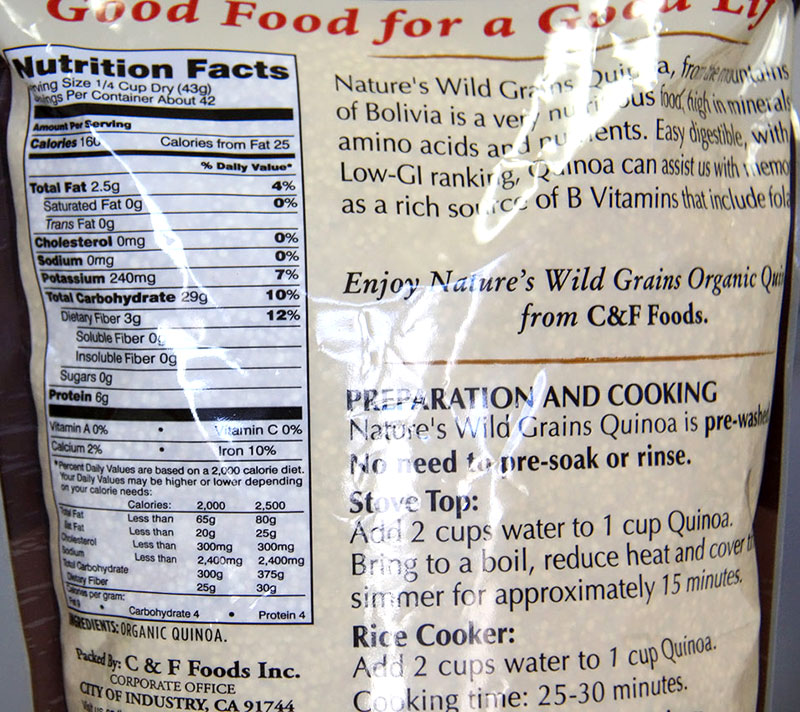 Good Food for a Good
Nutrition Facts
Size 1/4 Cup Dry (43g)
Per Container About 42
Amount Per Serving
Calories 160 Calories from Fat 25
% Daily Value*
Total Fat 2.5g 4%
Saturated Fat 0g 0%
Trans Fat 0g
Cholesterol 0mg 0%
Sodium 0mg 0%
Potassium 240mg 7%
Total Carbohydrate 29g 10%
Dietary Fiber 3g 12%
Soluble Fiber 0g
Insoluble Fiber 0g
Sugars 0g
Protein 6g
Vitamin A 0% • Vitamin C 0%
Calcium 2% • Iron 10%
*Percent Daily Values are based on a 2,000 calorie diet.
Your Daily Values may be higher or lower depending
on your calorie needs:
Calories: 2,000 2,500
Fat Less than 65g 80g
Fat Less than 20g 25g
Cholesterol Less than 300mg 300mg
Sodium Less than 2,400mg 2,400mg
Total Carbohydrate 300g 375g
Dietary Fiber 25g 30g
per gram:
• Carbohydrate 4 • Protein 4
INGREDIENTS: ORGANIC QUINOA.
Packed By: C & F Foods Inc.
CORPORATE OFFICE
CITY OF INDUSTRY, CA 91744
Nature's Wild Grains Quinoa, from the mountains
of Bolivia is a very nutritious food, high in minerals
amino acids and nutrients. Easy digestible, with
Low-GI ranking, Quinoa can assist us with
as a rich source of B Vitamins that include
Enjoy Nature's Wild Grains Organic
from C&F Foods.
PREPARATION AND COOKING
Nature's Wild Grains Quinoa is pre-washed
No need to pre-soak or rinse.
Stove Top:
Add 2 cups water to 1 cup Quinoa.
Bring to a boil, reduce heat and cover
simmer for approximately 15 minutes.
Rice Cooker:
Add 2 cups water to 1 cup Quinoa.
Cooking time: 25-30 minutes.